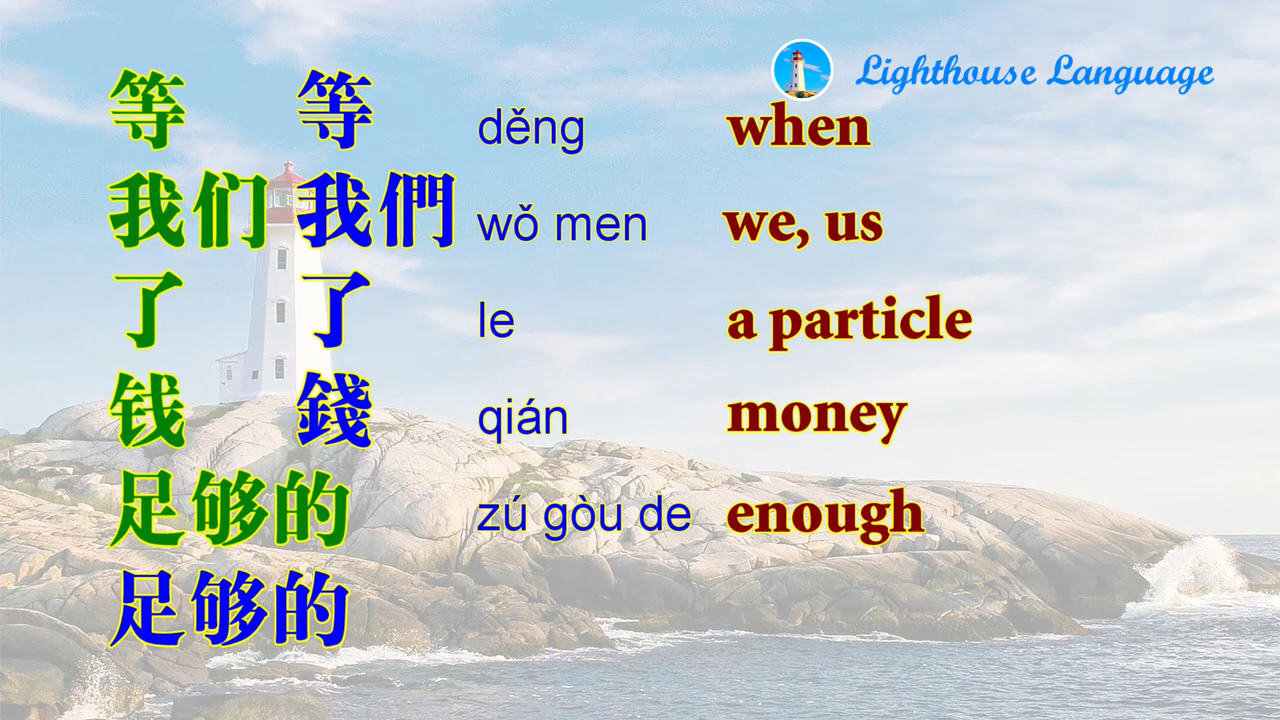 Lighthouse Language
等 等 děng when
我们 我們 wǒ men we, us
了 了 le a particle
钱 錢 qián money
足够的 zú gòu de enough
足够的